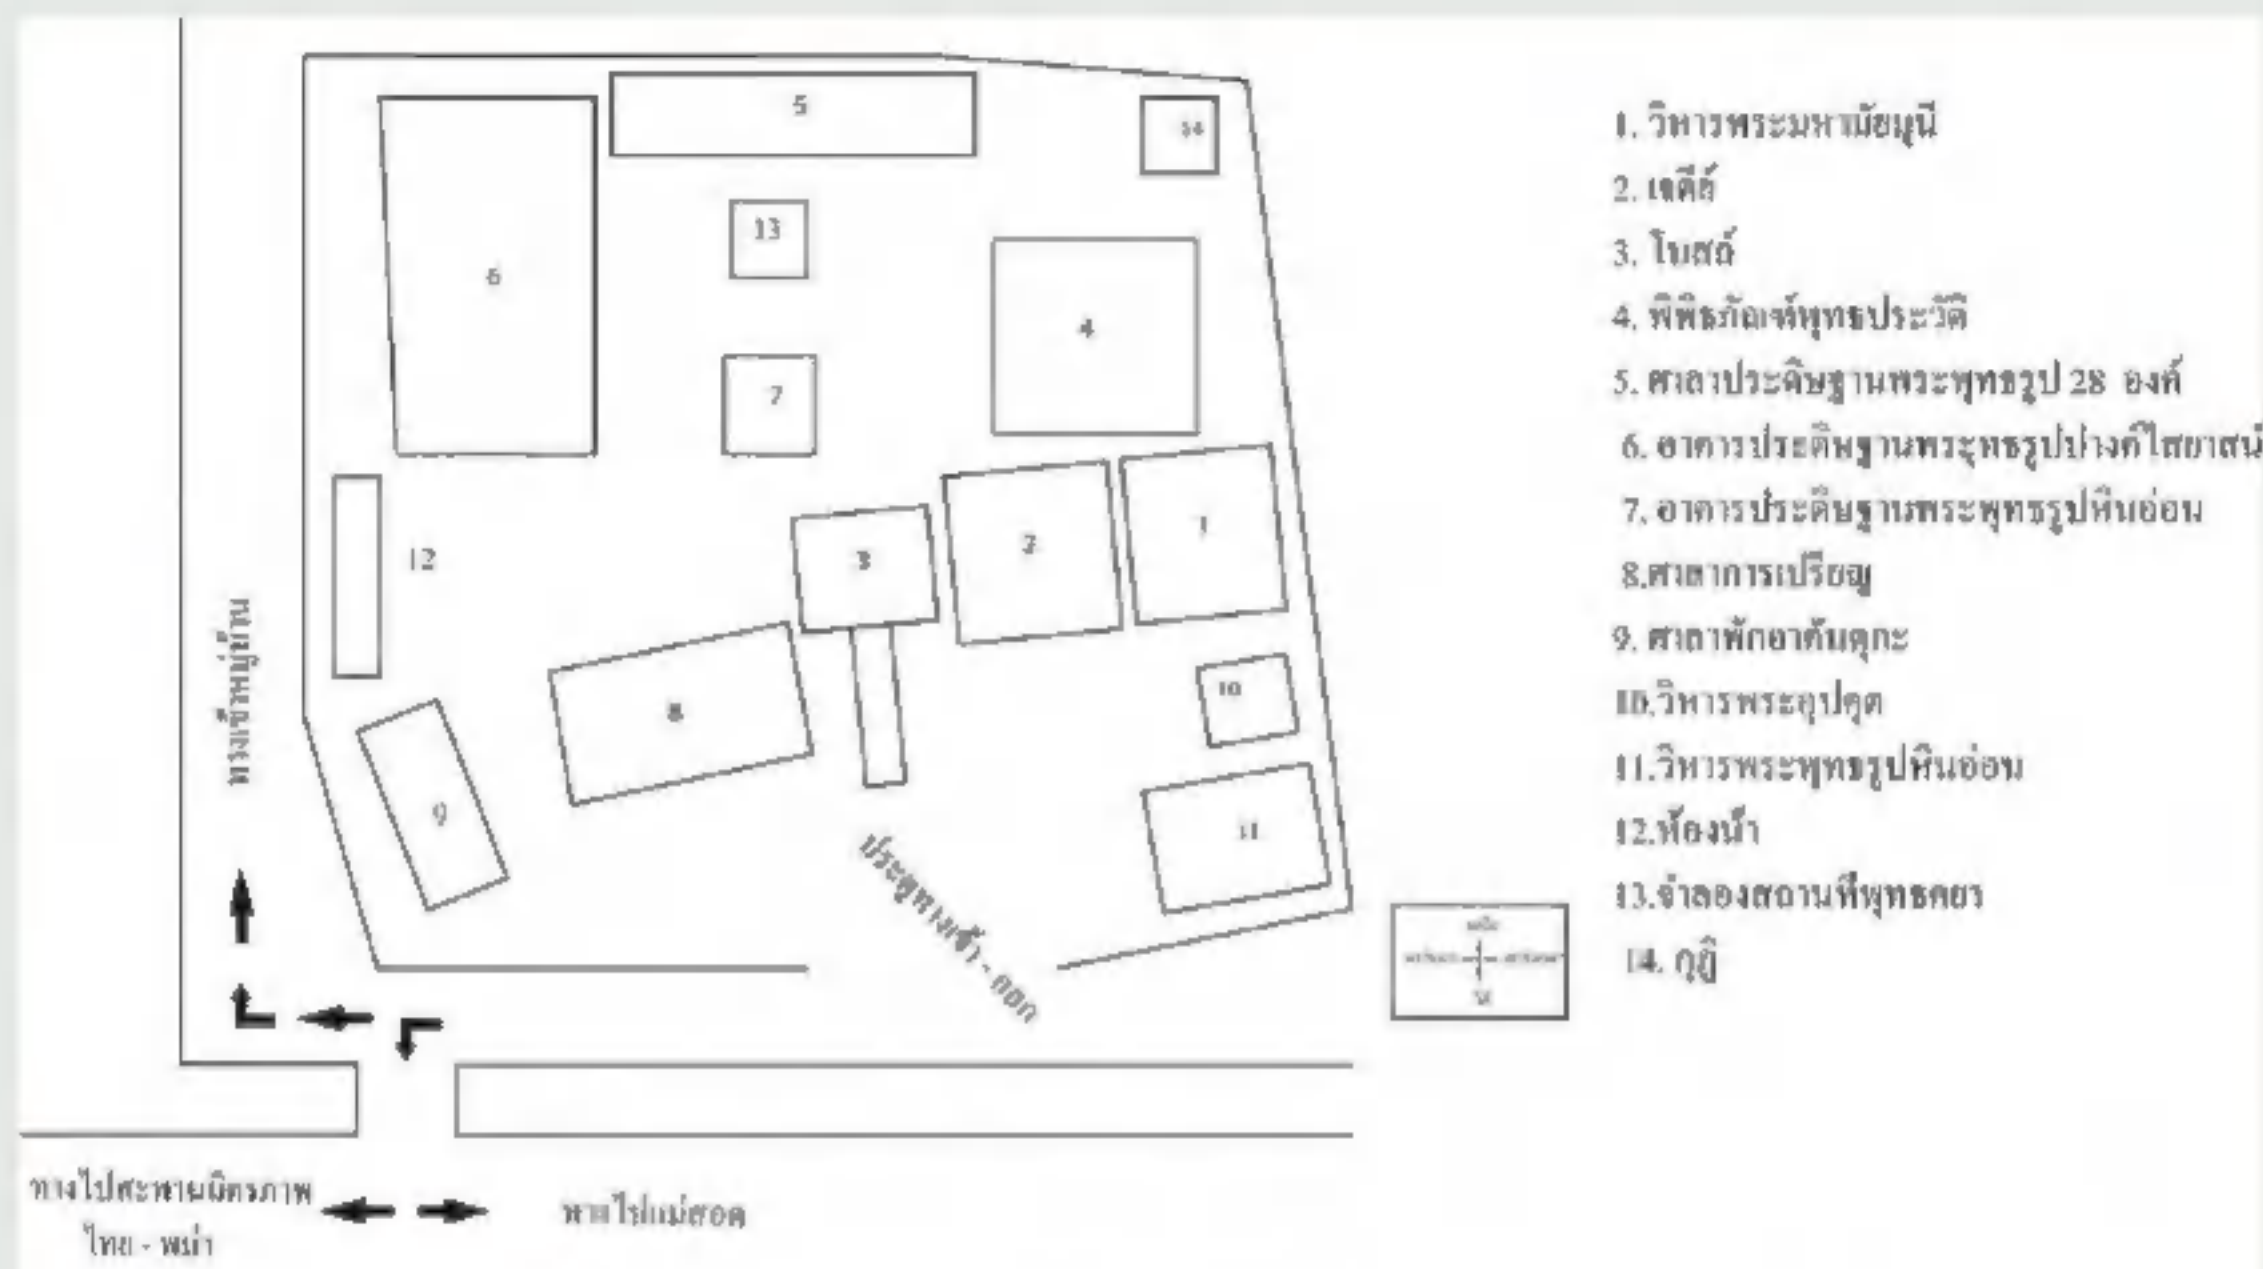 5
14
13
6
4
7
12
3
2
1
8
10
9
11
ประตูทางเข้า - ออก
เหนือ
ใต้
ทางไปสะพานมิตรภาพ
ไทย - พม่า
ทางไปแม่สอด
1. วิหารพระมหามัยมุนี
2. เจดีย์
3. โบสถ์
4. พิพิธภัณฑ์พุทธประวัติ
5. ศาลาประดิษฐานพระพุทธรูป 28 องค์
6. อาคารประดิษฐานพระุทธรูปปางค์ไสยาสน์
7. อาคารประดิษฐานพระพุทธรูปหินอ่อน
8.ศาลาการเปรียญ
9. ศาลาพักอาคันตุกะ
10.วิหารพระอุปคุต
11.วิหารพระพุทธรูปหินอ่อน
12.ห้องน้ำ
13.จำลองสถานที่พุทธคยา
14. กุฎิ